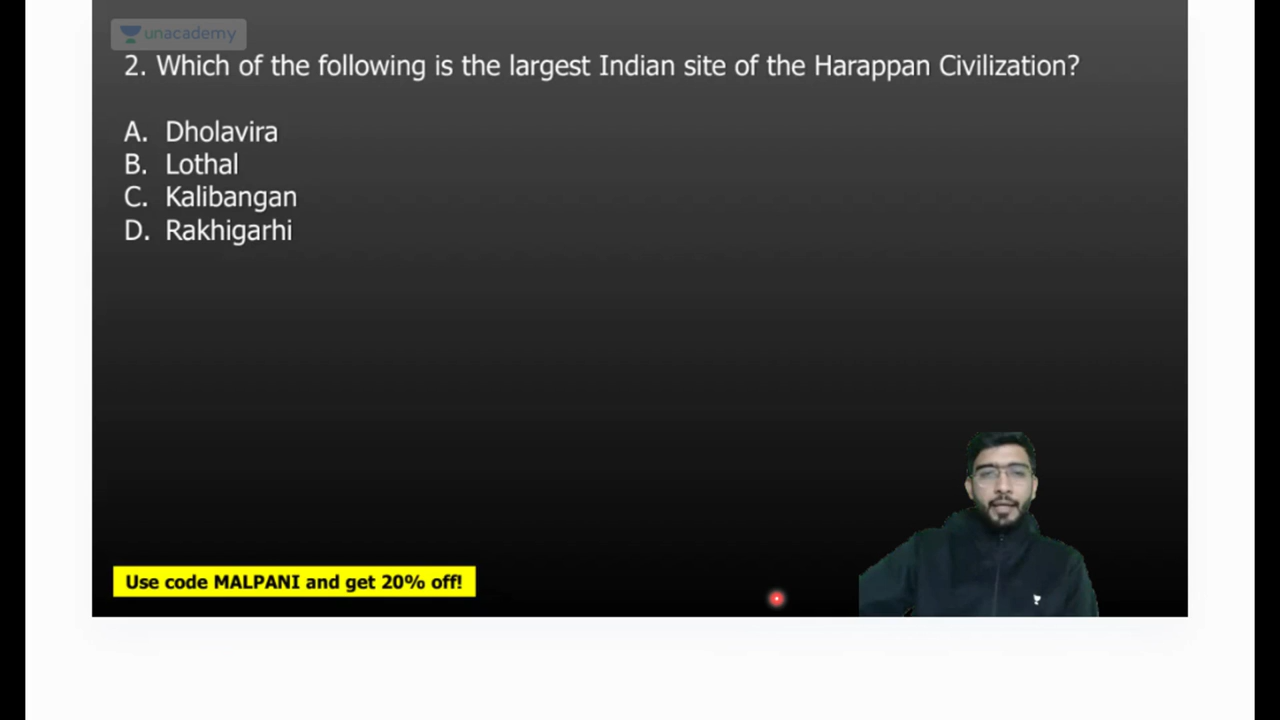 unacademy
2. Which of the following is the largest Indian site of the Harappan Civilization?
A. Dholavira
B. Lothal
C. Kalibangan
D. Rakhigarhi
Use code MALPANI and get 20% off!